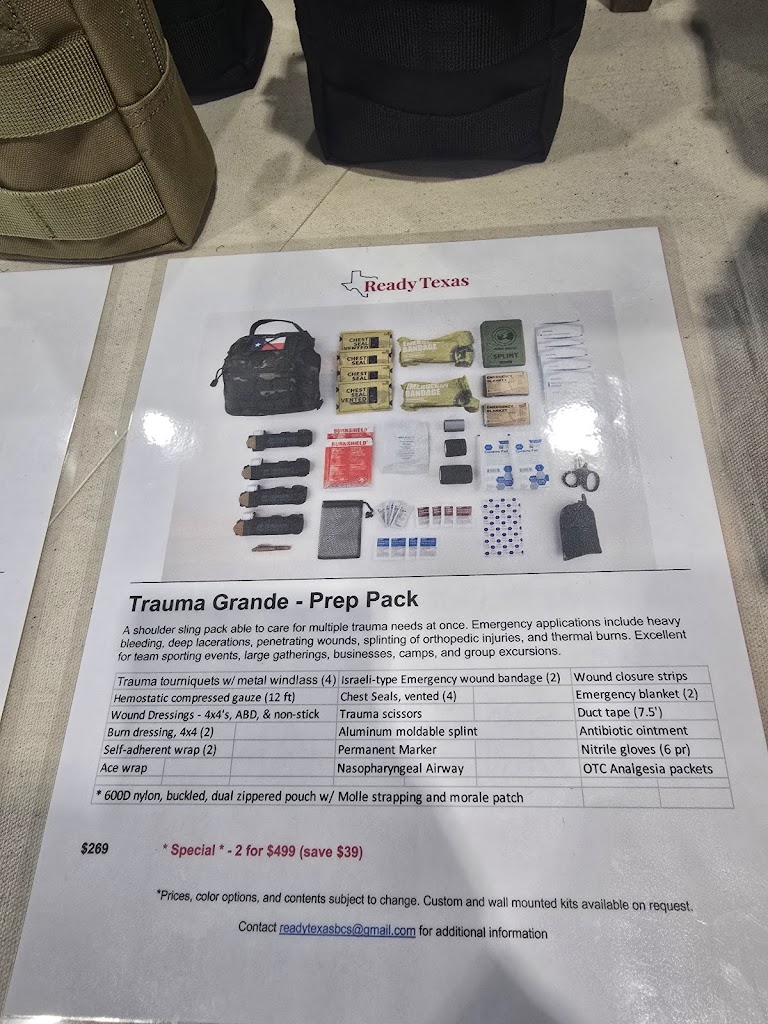 Ready Texas
CHEST SEAL VENTED
CHEST SEAL
CHEST SEAL
CHEST SEAL VENTED
EMERGENCY BANDAGE
EMERGENCY BANDAGE
SPLINT
EMERGENCY BLANKET
EMERGENCY BLANKET
BURNSHIELD
BURNSHIELD
Trauma Grande - Prep Pack
A shoulder sling pack able to care for multiple trauma needs at once. Emergency applications include heavy
bleeding, deep lacerations, penetrating wounds, splinting of orthopedic injuries, and thermal burns. Excellent
for team sporting events, large gatherings, businesses, camps, and group excursions.
Trauma tourniquets w/ metal windlass (4) Israeli-type Emergency wound bandage (2) Wound closure strips
Hemostatic compressed gauze (12 ft) Chest Seals, vented (4) Emergency blanket (2)
Wound Dressings - 4x4's, ABD, & non-stick Trauma scissors Duct tape (7.5')
Burn dressing, 4x4 (2) Aluminum moldable splint Antibiotic ointment
Self-adherent wrap (2) Permanent Marker Nitrile gloves (6 pr)
Ace wrap Nasopharyngeal Airway OTC Analgesia packets
* 600D nylon, buckled, dual zippered pouch w/ Molle strapping and morale patch
$269 * Special * - 2 for $499 (save $39)
*Prices, color options, and contents subject to change. Custom and wall mounted kits available on request.
Contact readytexasbcs@gmail.com for additional information